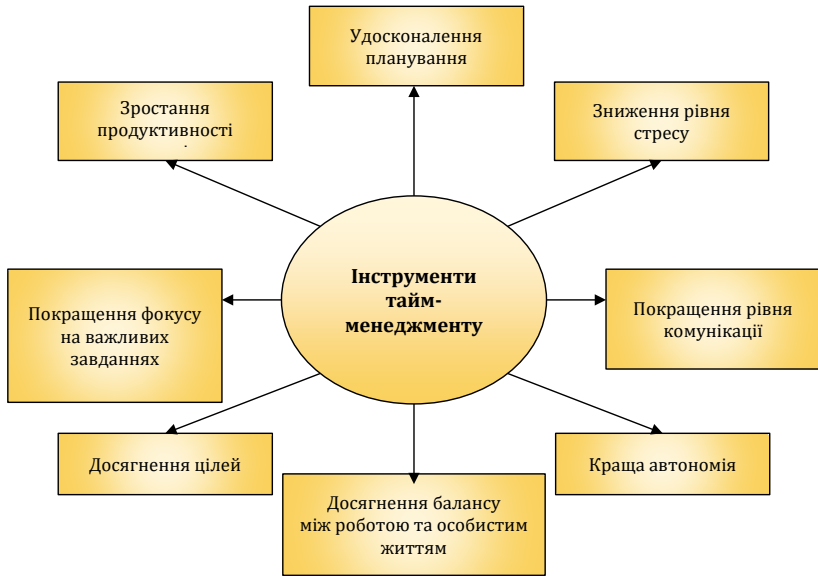 Удосконалення
планування
Зростання
продуктивності
Зниження рівня
стресу
Інструменти
тайм-
менеджменту
Покращення фокусу
на важливих
завданнях
Покращення рівня
комунікації
Досягнення цілей
Краща автономія
Досягнення балансу
між роботою та особистим
життям